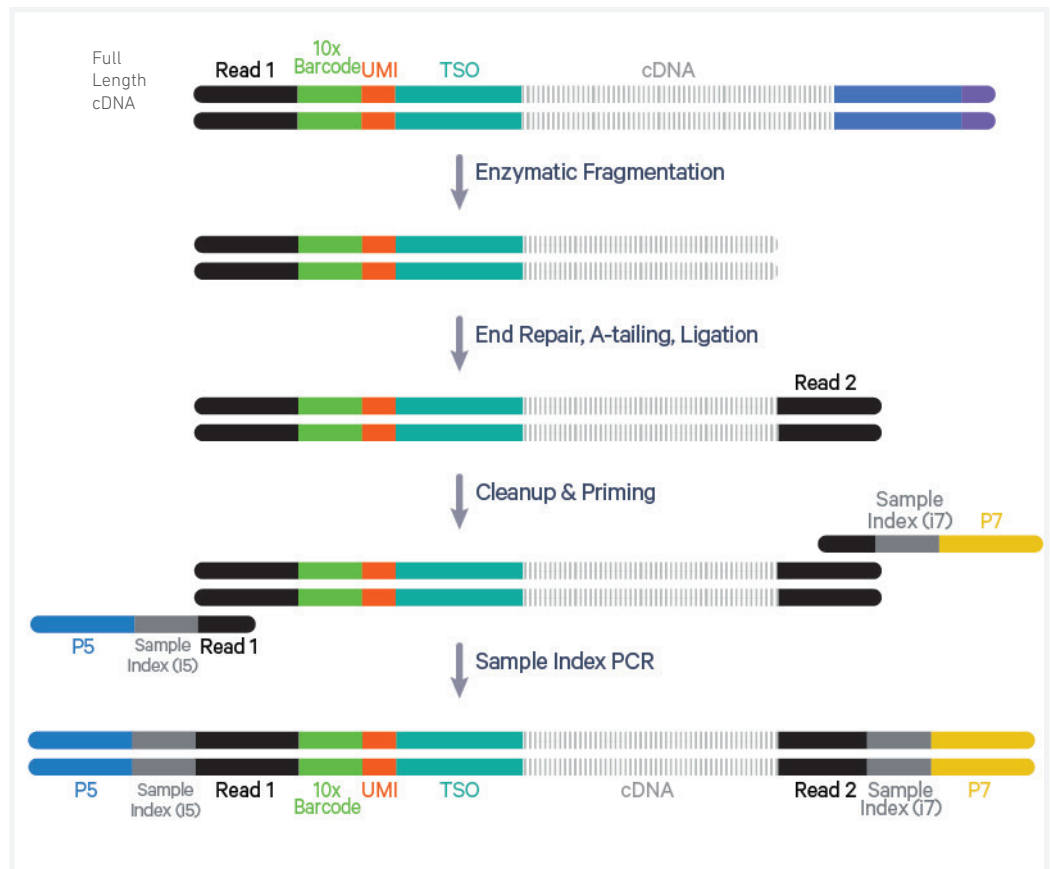 Full
Length
cDNA
Read 1
10x
Barcode
UMI
TSO
cDNA
Enzymatic Fragmentation
End Repair, A-tailing, Ligation
Read 2
Cleanup & Priming
Sample
Index (i7)
P7
P5
Sample
Index (i5)
Read 1
Sample Index PCR
P5
Sample
Index (i5)
Read 1
10x
Barcode
UMI
TSO
cDNA
Read 2
Sample
Index (i7)
P7